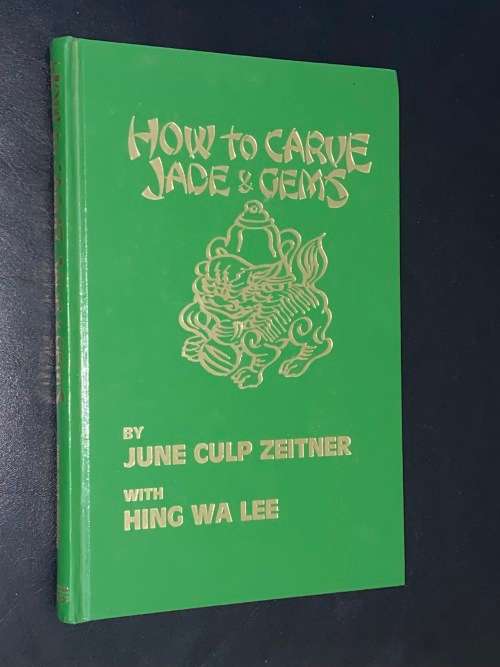 HOW to CARVE
JADE & GEMS
BY
JUNE CULP ZEITNER
WITH
HING WA LEE